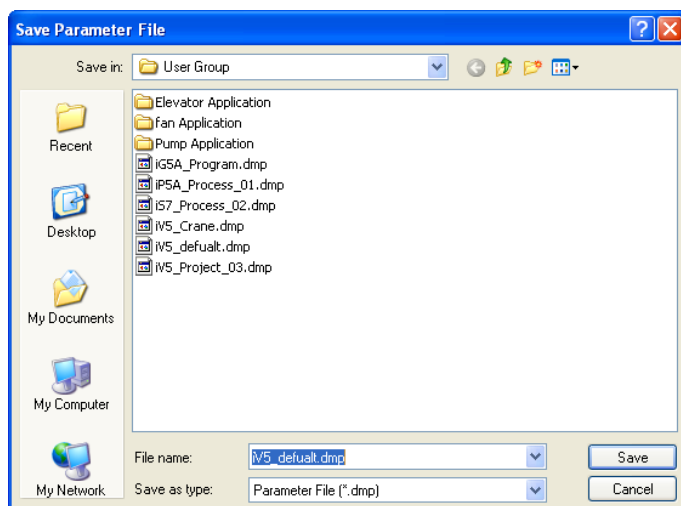 Save Parameter File
Save in: User Group
Elevator Application
fan Application
Pump Application
iG5A_Program.dmp
iP5A_Process_01.dmp
iS7_Process_02.dmp
iV5_Crane.dmp
iV5_defualt.dmp
iV5_Project_03.dmp
Recent
Desktop
My Documents
My Computer
My Network
File name: iV5_defualt.dmp Save
Save as type: Parameter File (*.dmp) Cancel